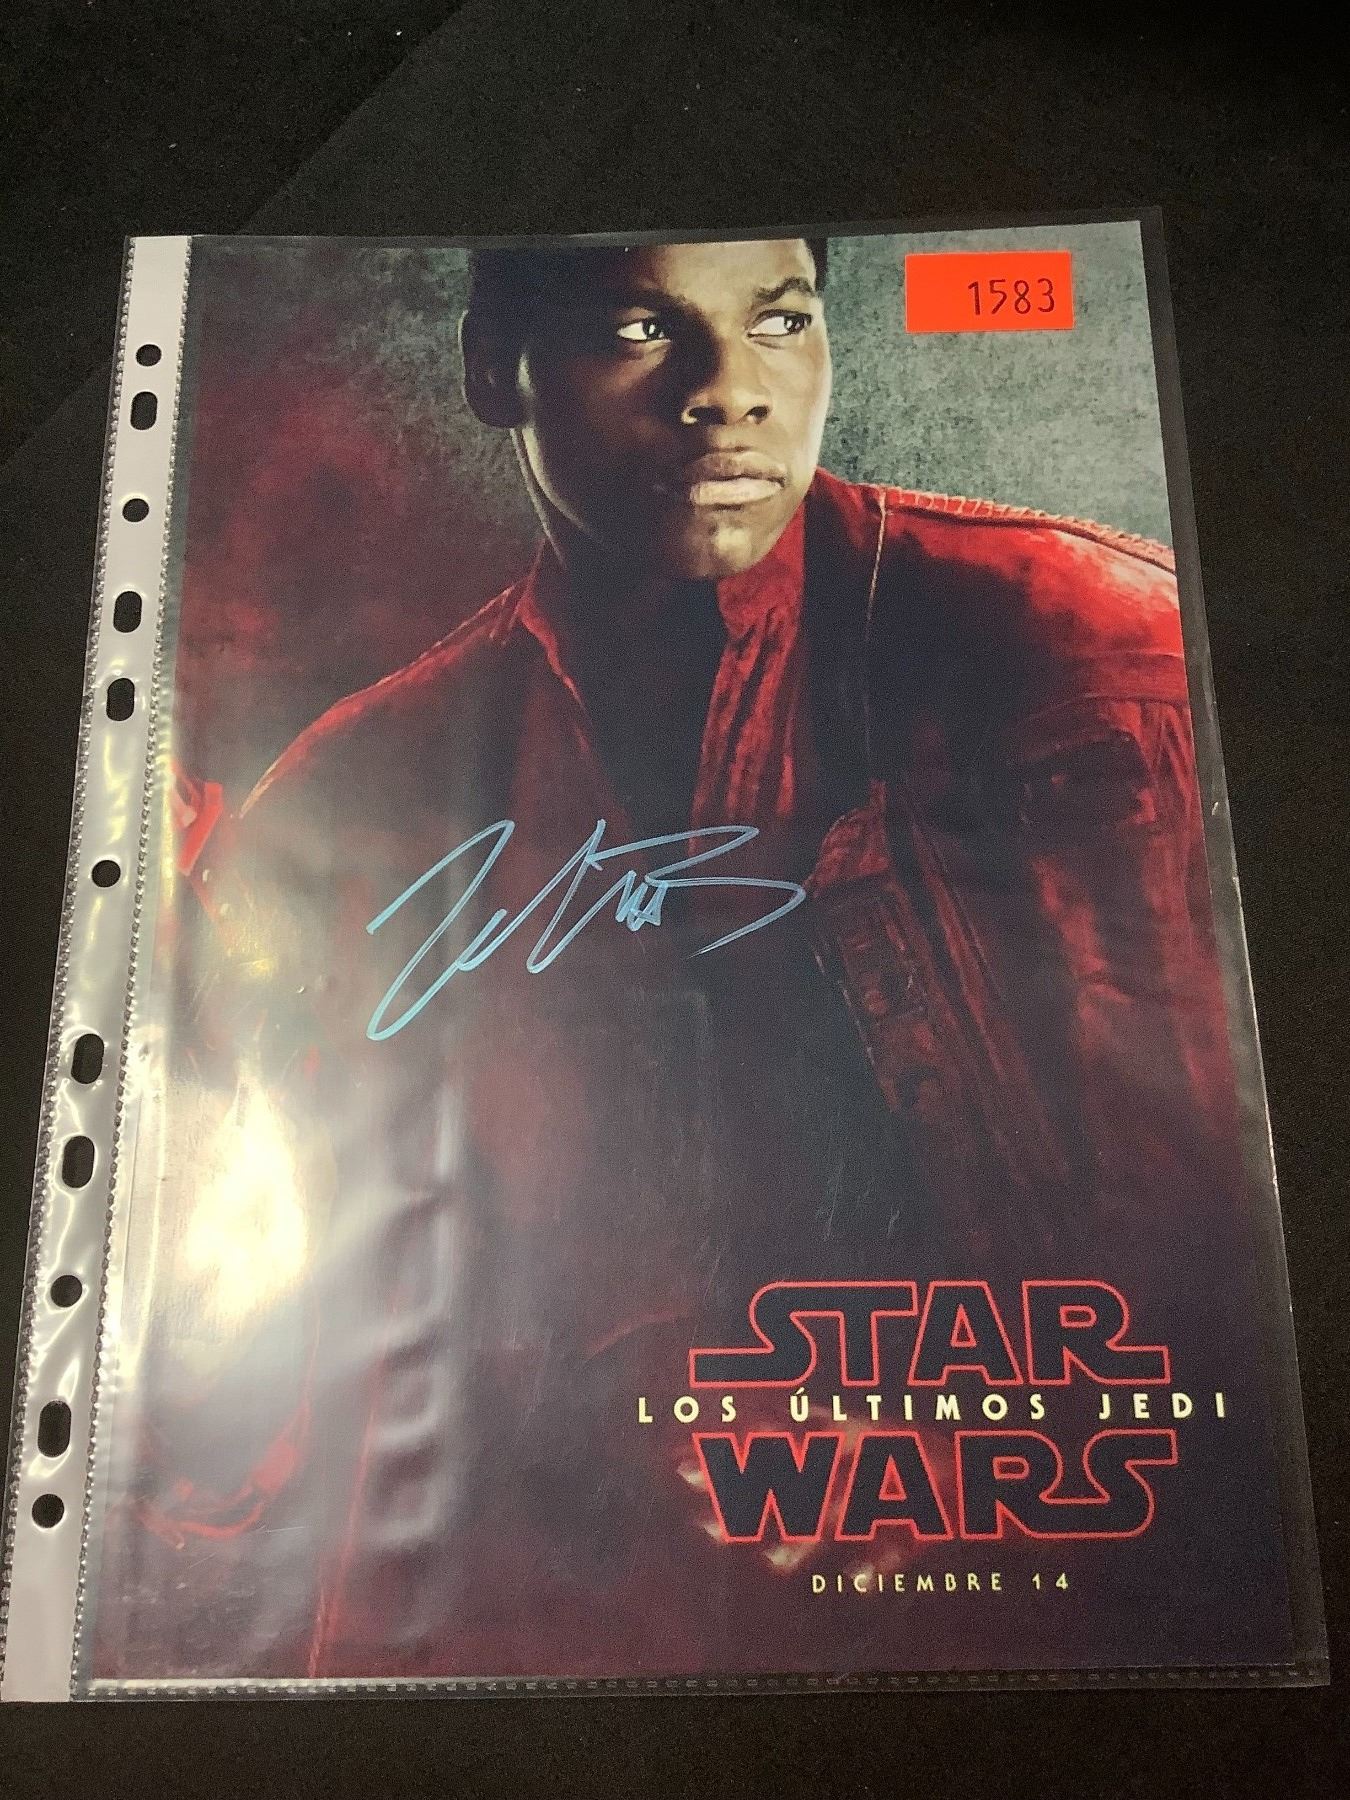 1583
STAR
LOS ÚLTIMOS JEDI
WARS
DICIEMBRE 14